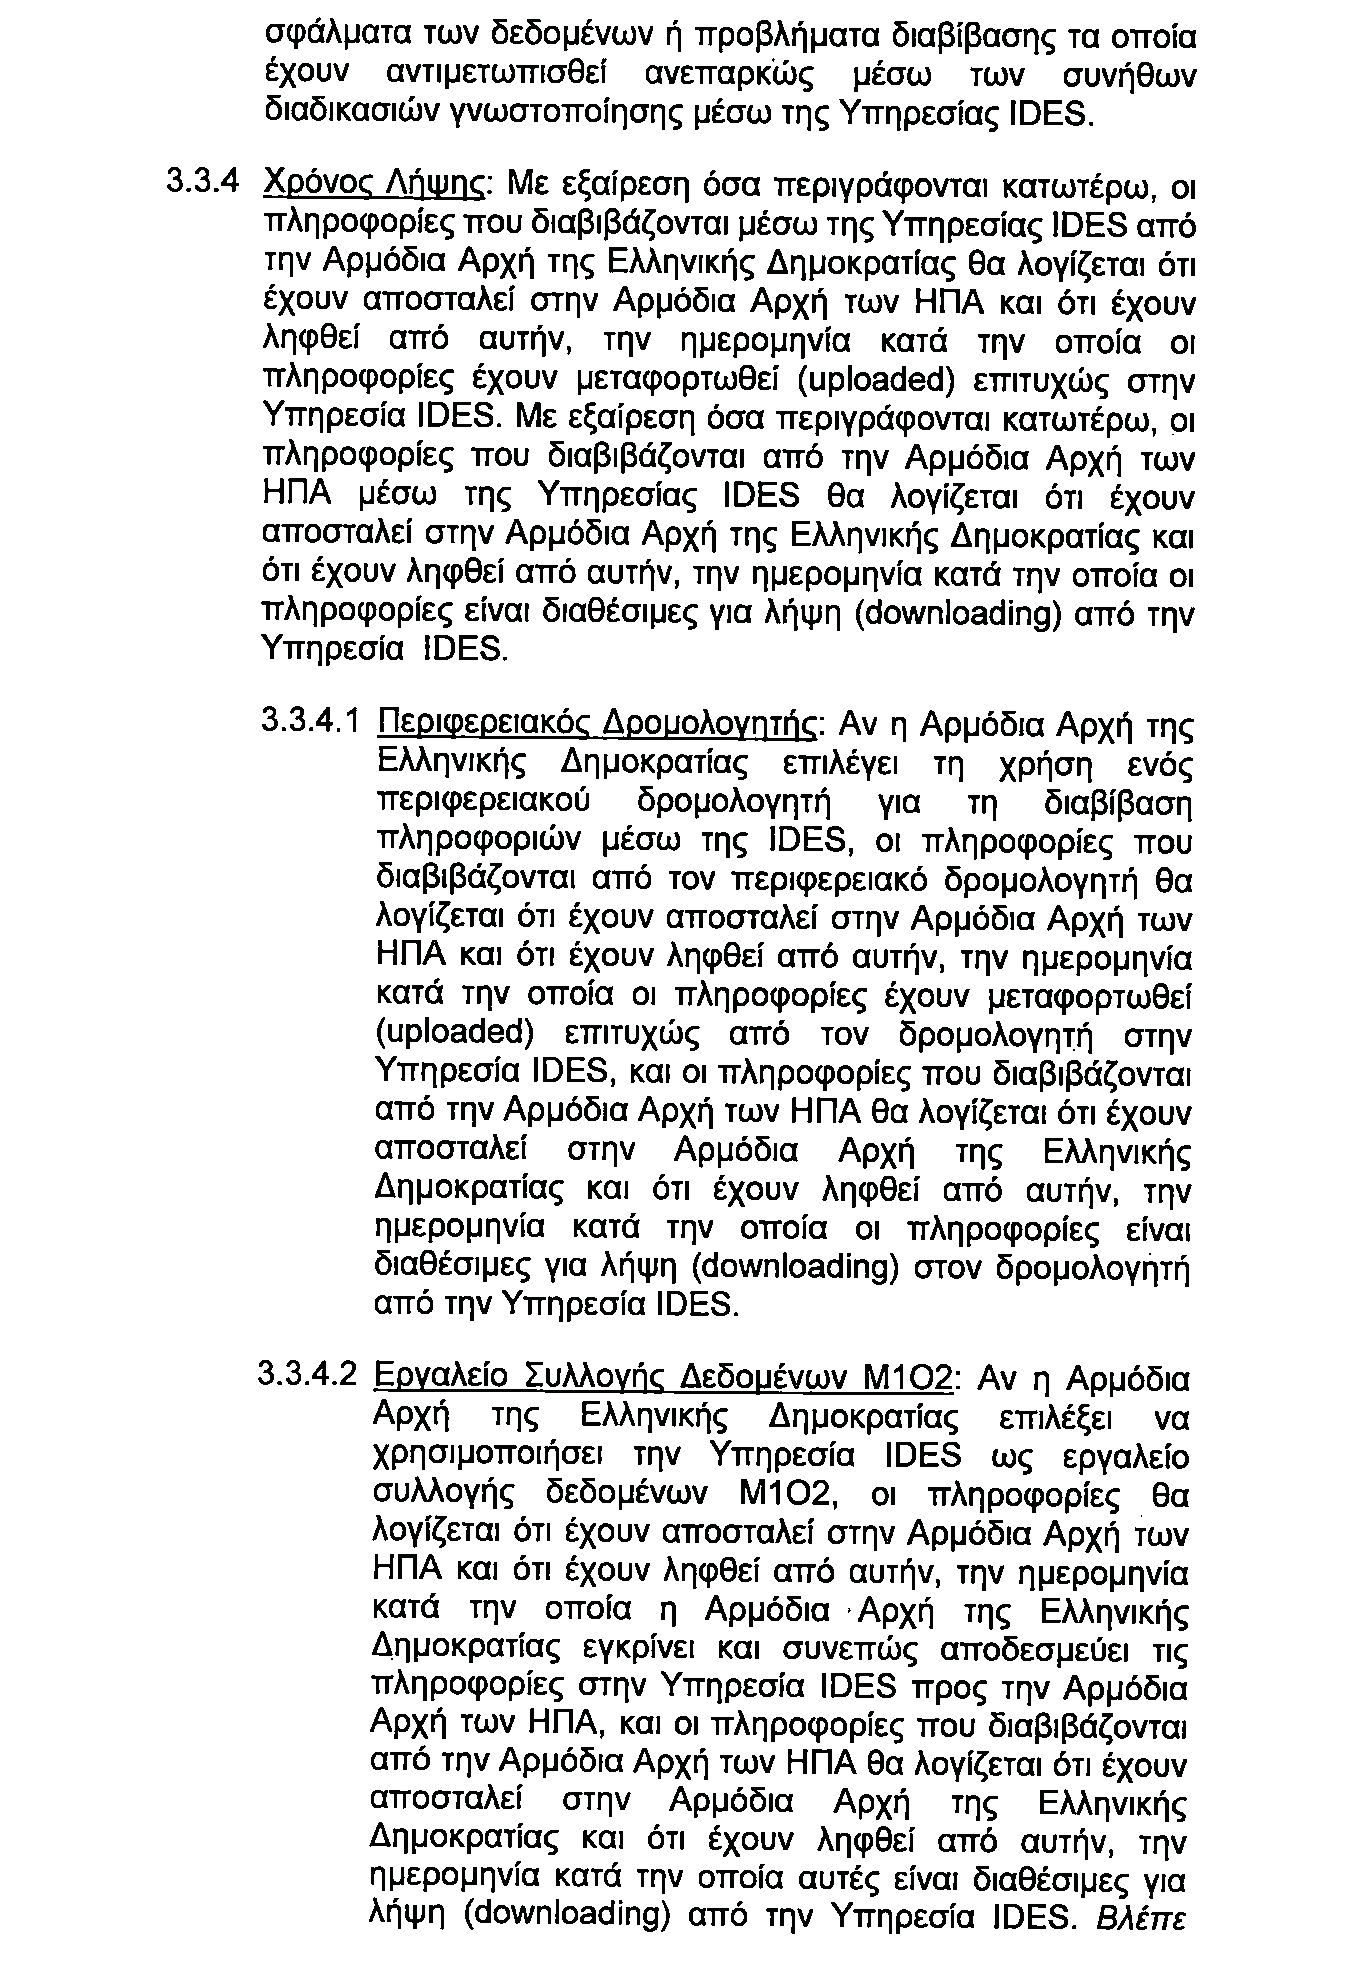 σφάλματα των δεδομένων ή προβλήματα διαβίβασης τα οποία
έχουν αντιμετωπισθεί ανεπαρκώς μέσω των συνήθων
διαδικασιών γνωστοποίησης μέσω της Υπηρεσίας IDES.
3.3.4 Χρόνος Λήψης: Με εξαίρεση όσα περιγράφονται κατωτέρω, οι
πληροφορίες που διαβιβάζονται μέσω της Υπηρεσίας IDES από
την Αρμόδια Αρχή της Ελληνικής Δημοκρατίας θα λογίζεται ότι
έχουν αποσταλεί στην Αρμόδια Αρχή των ΗΠΑ και ότι έχουν
ληφθεί από αυτήν, την ημερομηνία κατά την οποία οι
πληροφορίες έχουν μεταφορτωθεί (uploaded) επιτυχώς στην
Υπηρεσία IDES. Με εξαίρεση όσα περιγράφονται κατωτέρω, οι
πληροφορίες που διαβιβάζονται από την Αρμόδια Αρχή των
ΗΠΑ μέσω της Υπηρεσίας IDES θα λογίζεται ότι έχουν
αποσταλεί στην Αρμόδια Αρχή της Ελληνικής Δημοκρατίας και
ότι έχουν ληφθεί από αυτήν, την ημερομηνία κατά την οποία οι
πληροφορίες είναι διαθέσιμες για λήψη (downloading) από την
Υπηρεσία IDES.
3.3.4.1 Περιφερειακός Δρομολογητής: Αν η Αρμόδια Αρχή της
Ελληνικής Δημοκρατίας επιλέγει τη χρήση ενός
περιφερειακού δρομολογητή για τη διαβίβαση
πληροφοριών μέσω της IDES, οι πληροφορίες που
διαβιβάζονται από τον περιφερειακό δρομολογητή θα
λογίζεται ότι έχουν αποσταλεί στην Αρμόδια Αρχή των
ΗΠΑ και ότι έχουν ληφθεί από αυτήν, την ημερομηνία
κατά την οποία οι πληροφορίες έχουν μεταφορτωθεί
(uploaded) επιτυχώς από τον δρομολογητή στην
Υπηρεσία IDES, και οι πληροφορίες που διαβιβάζονται
από την Αρμόδια Αρχή των ΗΠΑ θα λογίζεται ότι έχουν
αποσταλεί στην Αρμόδια Αρχή της Ελληνικής
Δημοκρατίας και ότι έχουν ληφθεί από αυτήν, την
ημερομηνία κατά την οποία οι πληροφορίες είναι
διαθέσιμες για λήψη (downloading) στον δρομολογητή
από την Υπηρεσία IDES.
3.3.4.2 Εργαλείο Συλλογής Δεδομένων M1O2: Αν η Αρμόδια
Αρχή της Ελληνικής Δημοκρατίας επιλέξει να
χρησιμοποιήσει την Υπηρεσία IDES ως εργαλείο
συλλογής δεδομένων M1O2, οι πληροφορίες θα
λογίζεται ότι έχουν αποσταλεί στην Αρμόδια Αρχή των
ΗΠΑ και ότι έχουν ληφθεί από αυτήν, την ημερομηνία
κατά την οποία η Αρμόδια Αρχή της Ελληνικής
Δημοκρατίας εγκρίνει και συνεπώς αποδεσμεύει τις
πληροφορίες στην Υπηρεσία IDES προς την Αρμόδια
Αρχή των ΗΠΑ, και οι πληροφορίες που διαβιβάζονται
από την Αρμόδια Αρχή των ΗΠΑ θα λογίζεται ότι έχουν
αποσταλεί στην Αρμόδια Αρχή της Ελληνικής
Δημοκρατίας και ότι έχουν ληφθεί από αυτήν, την
ημερομηνία κατά την οποία αυτές είναι διαθέσιμες για
λήψη (downloading) από την Υπηρεσία IDES. Βλέπε